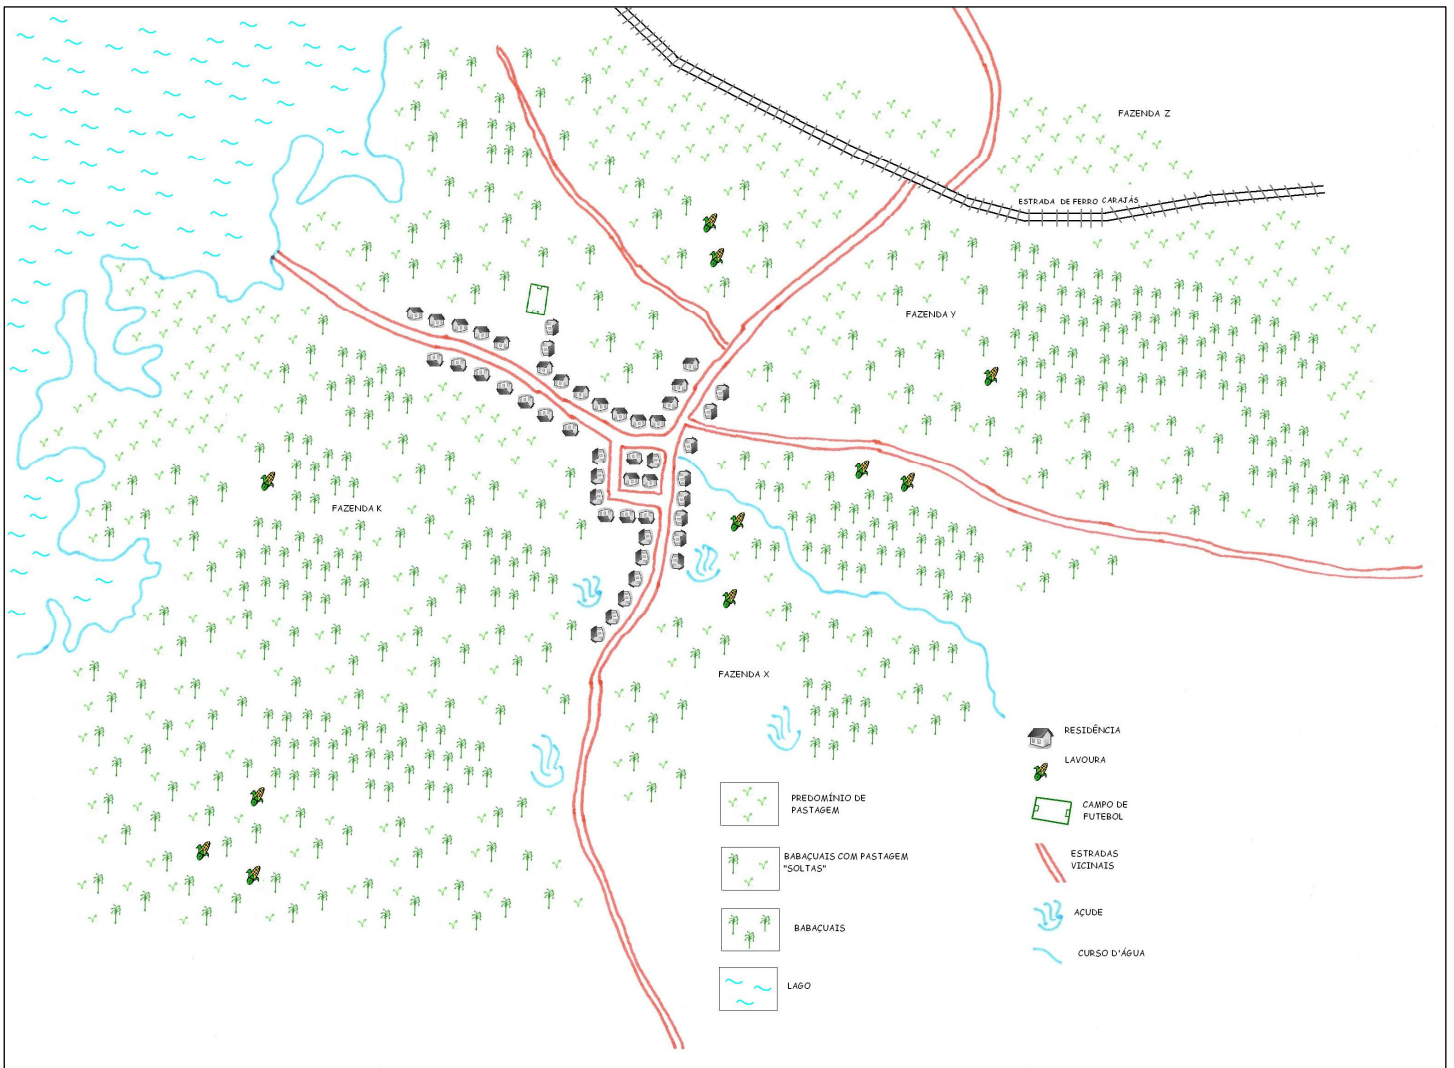 FAZENDA Z
ESTRADA DE FERRO CARAJÁS
FAZENDA Y
FAZENDA K
FAZENDA X
PREDOMÍNIO DE
PASTAGEM
BABAÇUAIS COM PASTAGEM
"SOLTAS"
BABAÇUAIS
LAGO
RESIDÊNCIA
LAVOURA
CAMPO DE
FUTEBOL
ESTRADAS
VICINAIS
AÇUDE
CURSO D'ÁGUA